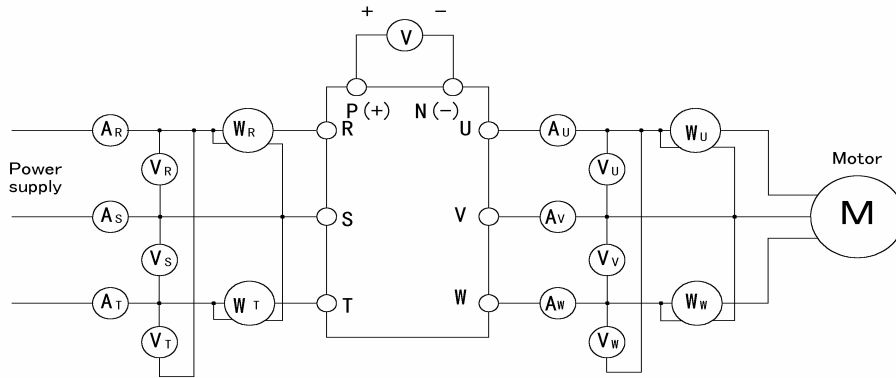 + V −
P(+) N(−)
AR WR R U AU WU
VR VU
Power
supply
Motor
AS S V AV M
VS VV
AT WT T W AW WW
VT VW